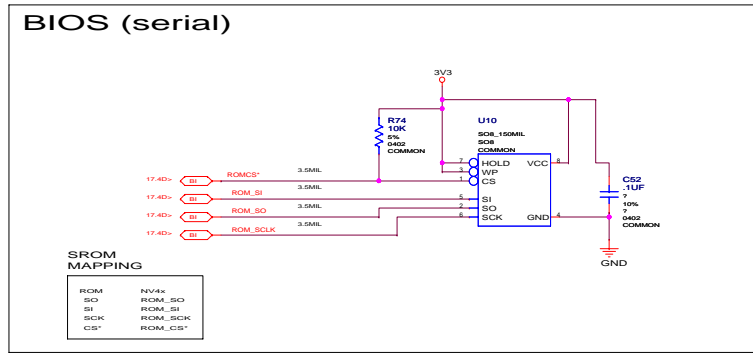 BIOS (serial)
3V3
R74
10K
5%
0402
COMMON
U10
SO8_150MIL
SO8
COMMON
7 HOLD VCC 8
3 WP
1 CS
5 SI
2 SO
6 SCK GND 4
C52
.1UF
?
10%
?
0402
COMMON
GND
17.4D> BI ROMCS* 3.5MIL
17.4D> BI ROM_SI 3.5MIL
17.4D> BI ROM_SO 3.5MIL
17.4D> BI ROM_SCLK 3.5MIL
SROM
MAPPING
ROM NV4x
SO ROM_SO
SI ROM_SI
SCK ROM_SCK
CS* ROM_CS*